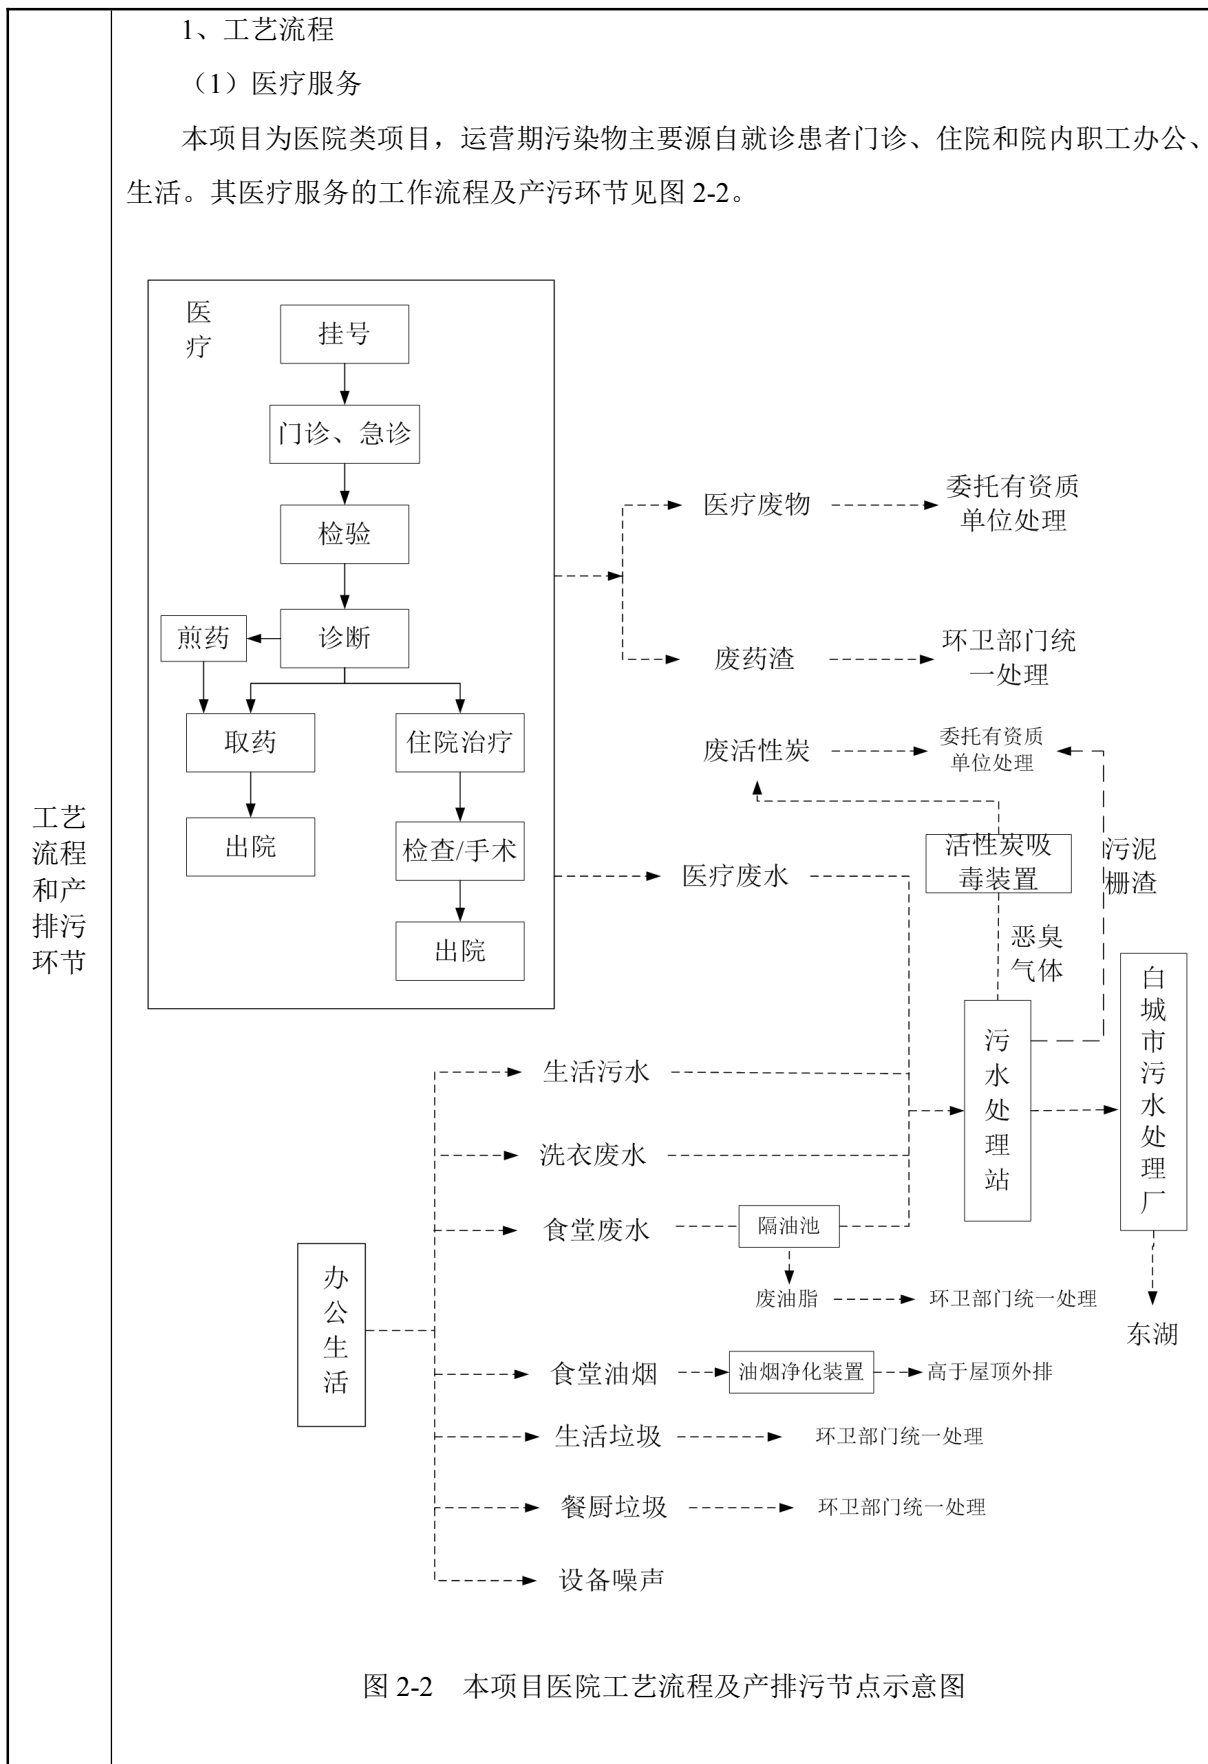 1、工艺流程
（1）医疗服务
本项目为医院类项目，运营期污染物主要源自就诊患者门诊、住院和院内职工办公、
生活。其医疗服务的工作流程及产污环节见图 2-2。
工艺
流程
和产
排污
环节
医
疗
挂号
门诊、急诊
检验
煎药
诊断
取药
住院治疗
出院
检查/手术
出院
医疗废物
委托有资质
单位处理
废药渣
环卫部门统
一处理
废活性炭
委托有资质
单位处理
活性炭吸
毒装置
污泥
栅渣
医疗废水
恶臭
气体
污
水
处
理
站
白
城
市
污
水
处
理
厂
东湖
办
公
生
活
生活污水
洗衣废水
食堂废水
隔油池
废油脂
环卫部门统一处理
食堂油烟
油烟净化装置
高于屋顶外排
生活垃圾
环卫部门统一处理
餐厨垃圾
环卫部门统一处理
设备噪声
图 2-2 本项目医院工艺流程及产排污节点示意图